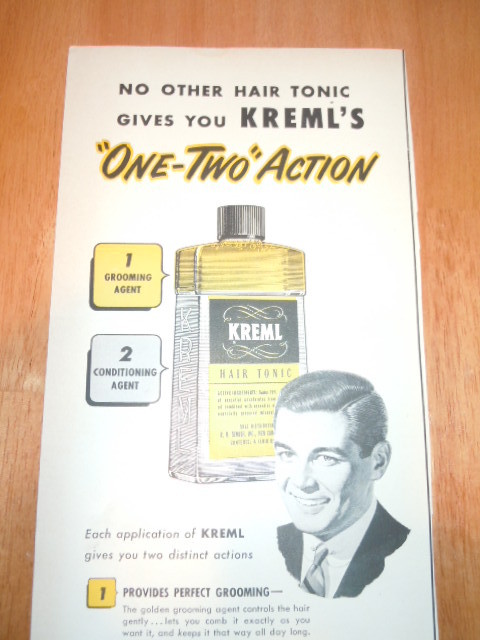 NO OTHER HAIR TONIC
GIVES YOU KREML'S
"ONE-TWO" ACTION
1
GROOMING
AGENT
2
CONDITIONING
AGENT
KREML
KREML
HAIR TONIC
Each application of KREML
gives you two distinct actions
1 PROVIDES PERFECT GROOMING—
The golden grooming agent controls the hair
gently...lets you comb it exactly as you
want it, and keeps it that way all day long.